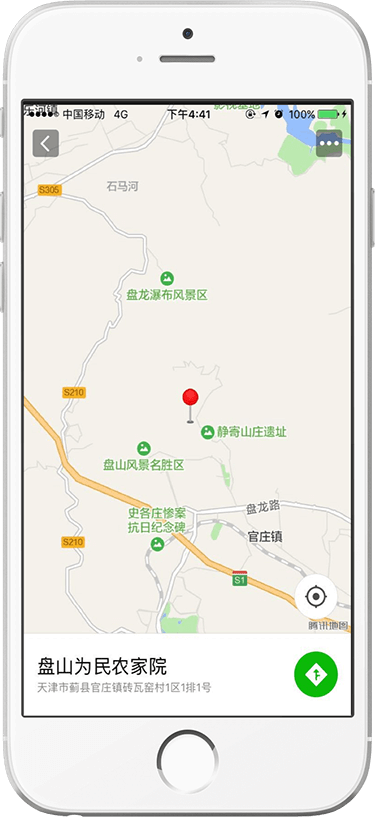 中国移动 4G 下午4:41 100%
S305
石马河
盘龙瀑布风景区
S210
静寄山庄遗址
盘山风景名胜区
史各庄惨案
抗日纪念碑
盘龙路
官庄镇
S210
S1
腾讯地图
盘山为民农家院
天津市蓟县官庄镇砖瓦窑村1区1排1号